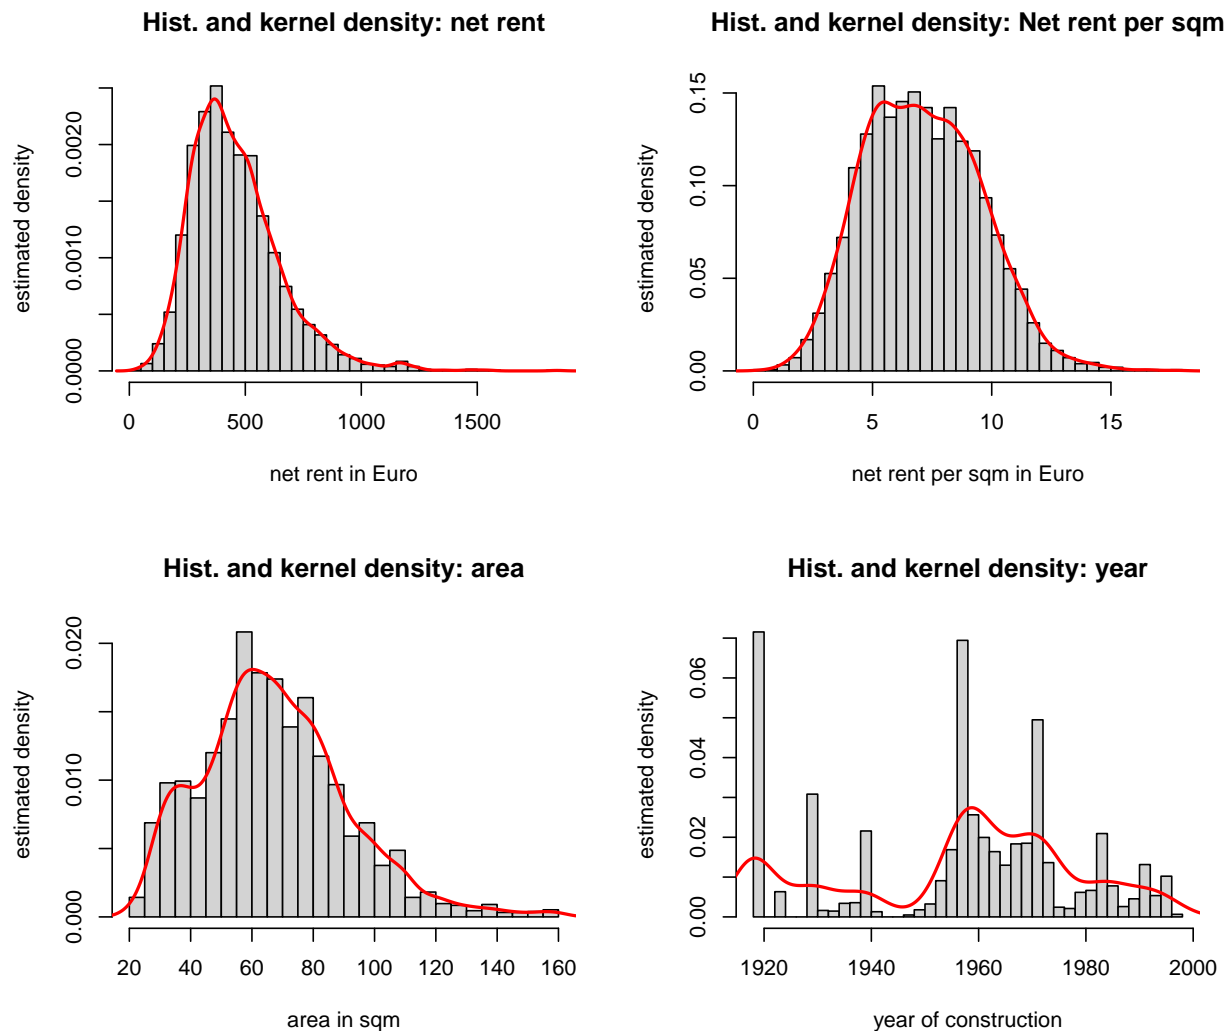 Hist. and kernel density: net rent
estimated density
0.0000 0.0010 0.0020
0 500 1000 1500
net rent in Euro
Hist. and kernel density: Net rent per sqm
estimated density
0.00 0.05 0.10 0.15
0 5 10 15
net rent per sqm in Euro
Hist. and kernel density: area
estimated density
0.000 0.010 0.020
20 40 60 80 100 120 140 160
area in sqm
Hist. and kernel density: year
estimated density
0.00 0.02 0.04 0.06
1920 1940 1960 1980 2000
year of construction